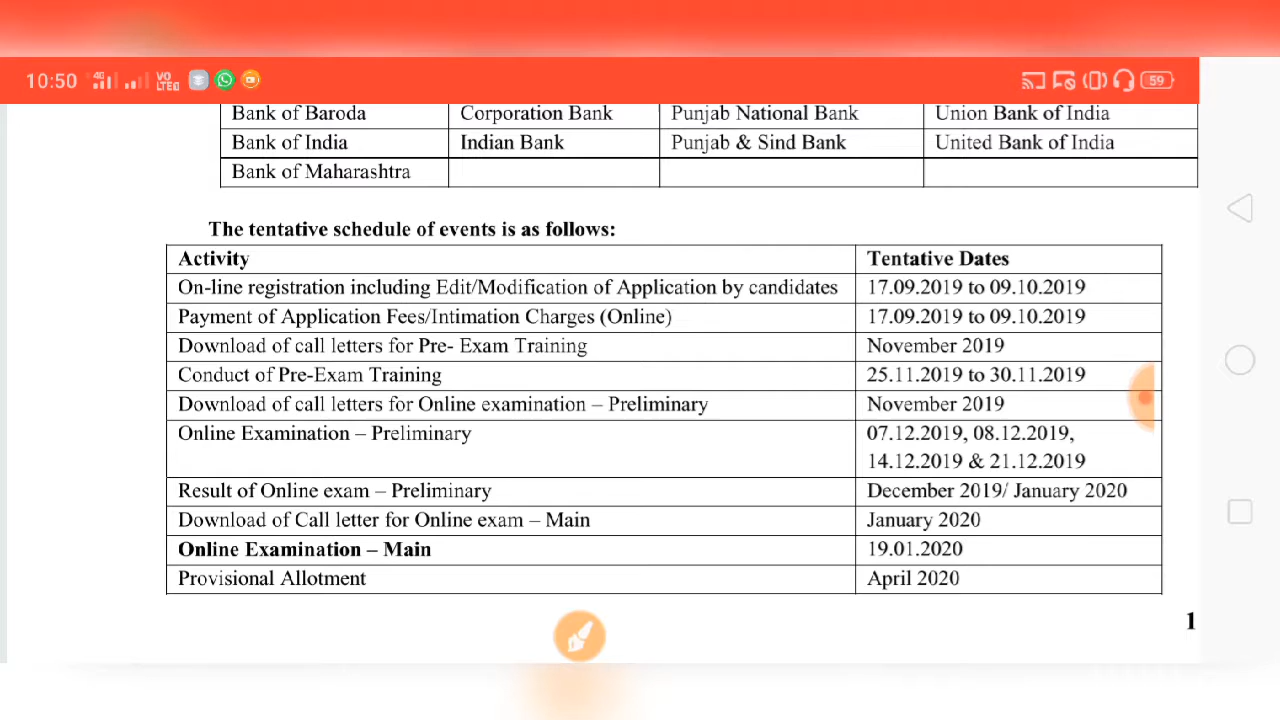 10:50 4G VO LTE 59
Bank of Baroda Corporation Bank Punjab National Bank Union Bank of India
Bank of India Indian Bank Punjab & Sind Bank United Bank of India
Bank of Maharashtra
The tentative schedule of events is as follows:
Activity Tentative Dates
On-line registration including Edit/Modification of Application by candidates 17.09.2019 to 09.10.2019
Payment of Application Fees/Intimation Charges (Online) 17.09.2019 to 09.10.2019
Download of call letters for Pre- Exam Training November 2019
Conduct of Pre-Exam Training 25.11.2019 to 30.11.2019
Download of call letters for Online examination – Preliminary November 2019
Online Examination – Preliminary 07.12.2019, 08.12.2019,
14.12.2019 & 21.12.2019
Result of Online exam – Preliminary December 2019/ January 2020
Download of Call letter for Online exam – Main January 2020
Online Examination – Main 19.01.2020
Provisional Allotment April 2020
1